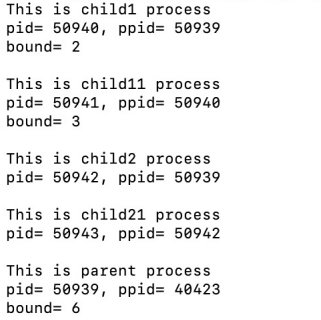 This is child1 process
pid= 50940, ppid= 50939
bound= 2
This is child11 process
pid= 50941, ppid= 50940
bound= 3
This is child2 process
pid= 50942, ppid= 50939
This is child21 process
pid= 50943, ppid= 50942
This is parent process
pid= 50939, ppid= 40423
bound= 6